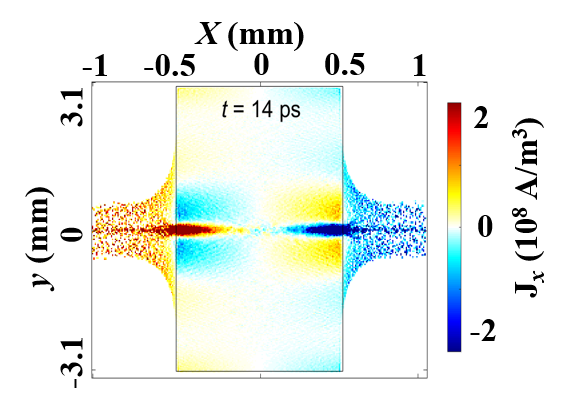 X (mm)
-1 -0.5 0 0.5 1
3.1
0
-3.1
y (mm)
t = 14 ps
2
0
-2
Jx (10⁸ A/m³)